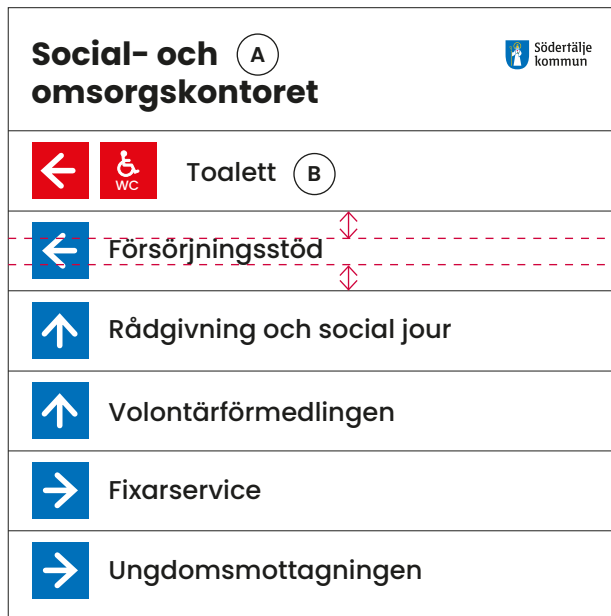 Social- och
omsorgskontoret
A
Södertälje
kommun
WC
Toalett
B
Försörjningsstöd
Rådgivning och social jour
Volontärförmedlingen
Fixarservice
Ungdomsmottagningen